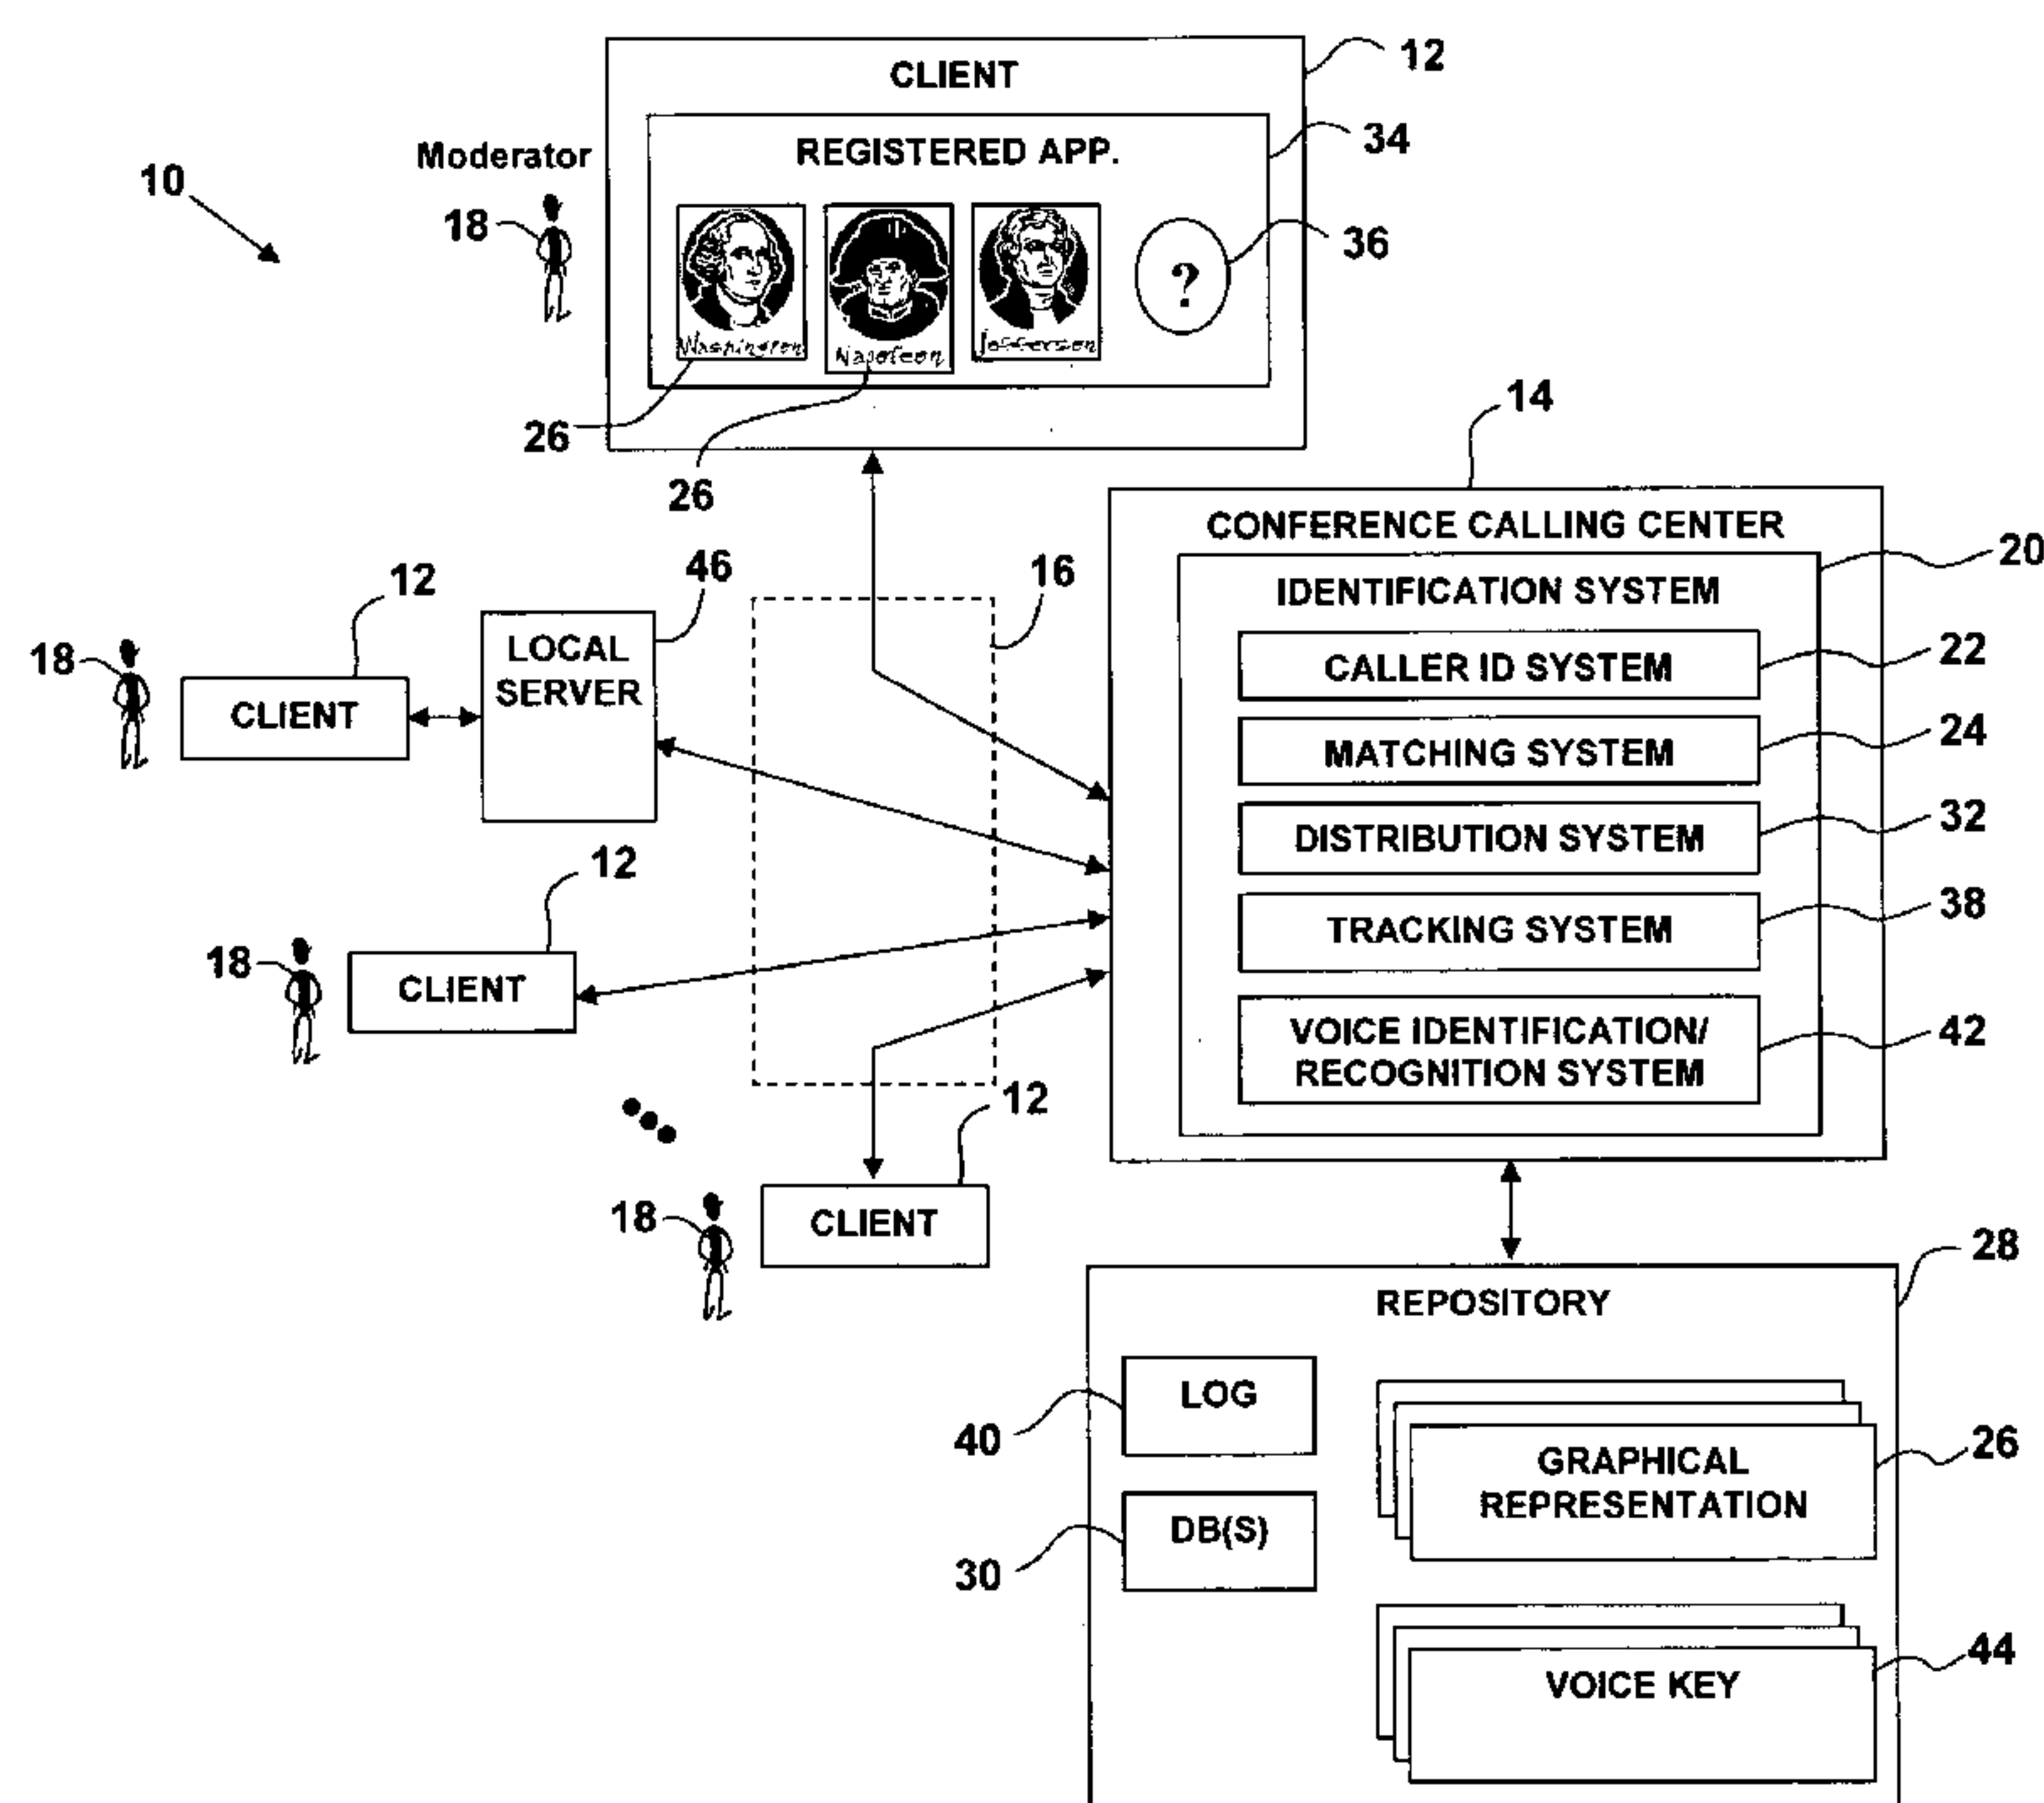 12
CLIENT
34
REGISTERED APP.
Moderator
10
18
36
?
Washington
Napoleon
Jefferson
26
26
14
CONFERENCE CALLING CENTER
20
IDENTIFICATION SYSTEM
22
CALLER ID SYSTEM
24
MATCHING SYSTEM
32
DISTRIBUTION SYSTEM
38
TRACKING SYSTEM
42
VOICE IDENTIFICATION/
RECOGNITION SYSTEM
16
46
LOCAL
SERVER
12
18
CLIENT
12
18
CLIENT
12
18
CLIENT
28
REPOSITORY
40
LOG
30
DB(S)
26
GRAPHICAL
REPRESENTATION
44
VOICE KEY